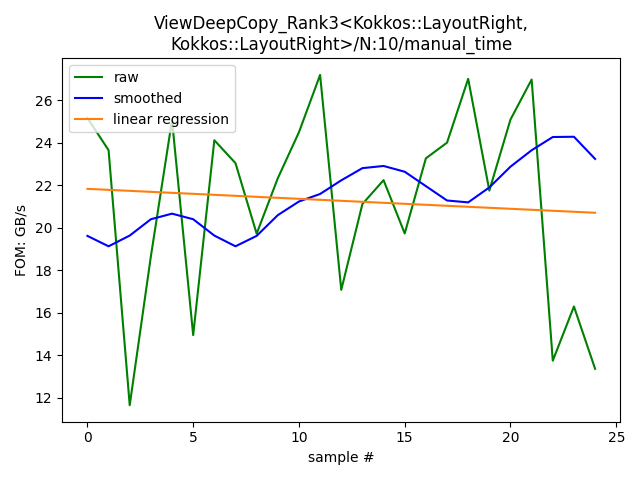 ViewDeepCopy_Rank3<Kokkos::LayoutRight,
Kokkos::LayoutRight>/N:10/manual_time
raw
smoothed
linear regression
FOM: GB/s
26
24
22
20
18
16
14
12
0 5 10 15 20 25
sample #